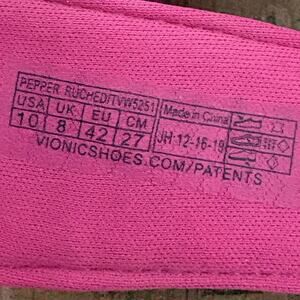 PEPPER RUCHED/TVW5251
USA UK EU CM
10 8 42 27
Made in China
JH 12-16-19
VIONICSHOES.COM/PATENTS